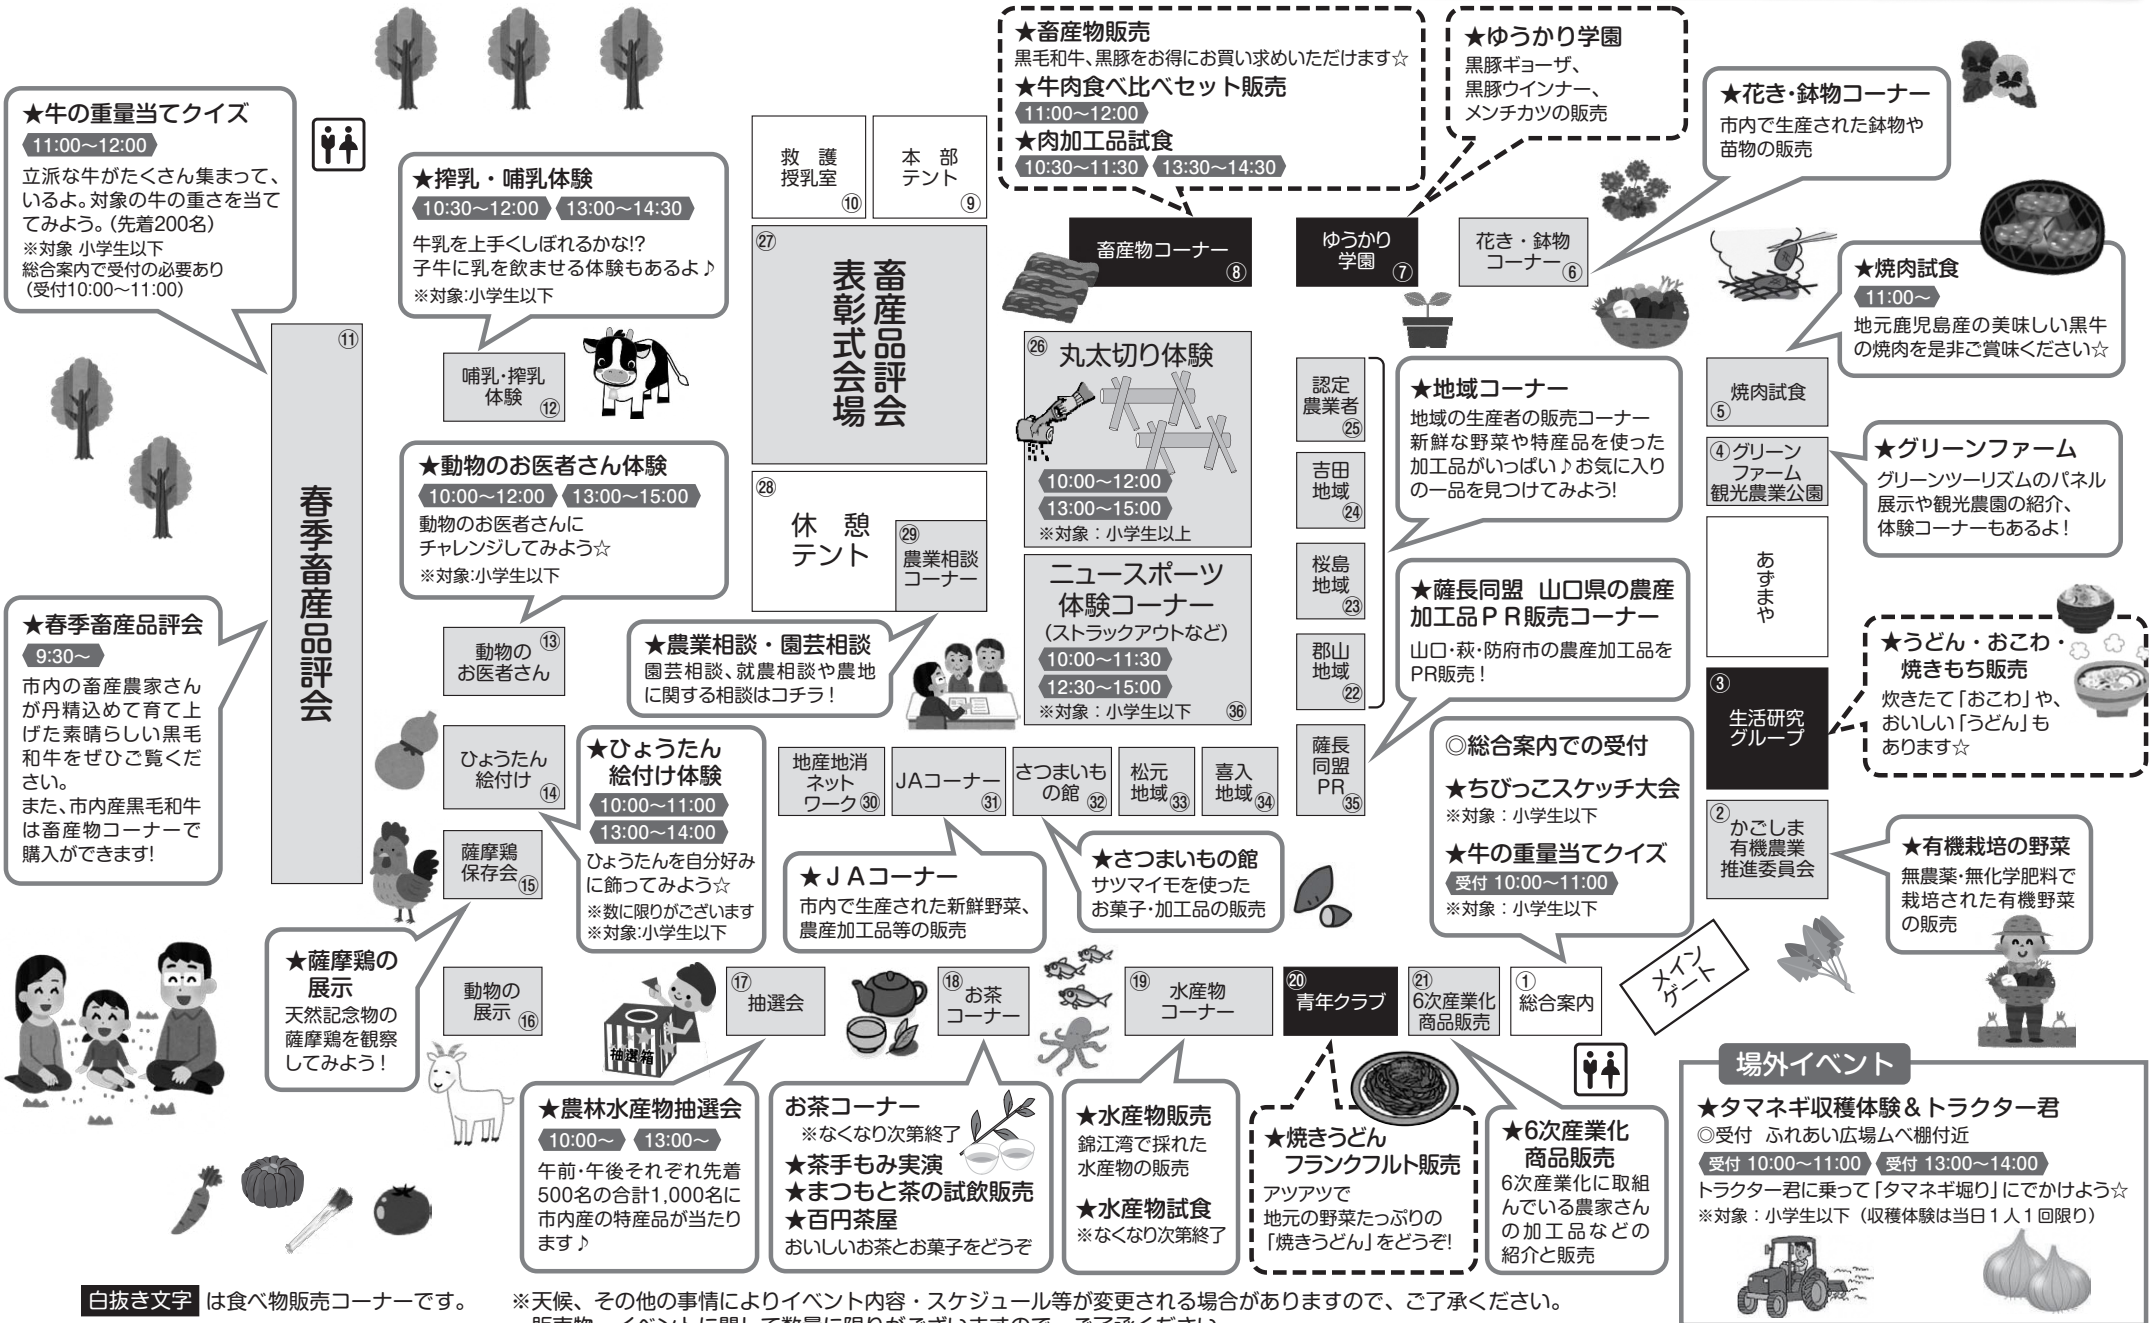 ★牛の重量当てクイズ
11:00～12:00
立派な牛がたくさん集まって、
いるよ。対象の牛の重さを当て
てみよう。(先着200名)
※対象 小学生以下
総合案内で受付の必要あり
(受付10:00～11:00)
★搾乳・哺乳体験
10:30～12:00 13:00～14:30
牛乳を上手くしぼれるかな!?
子牛に乳を飲ませる体験もあるよ♪
※対象:小学生以下
救 護
授乳室
⑩
本 部
テント
⑨
★畜産物販売
黒毛和牛、黒豚をお得にお買い求めいただけます☆
★牛肉食べ比べセット販売
11:00～12:00
★肉加工品試食
10:30～11:30 13:30～14:30
★ゆうかり学園
黒豚ギョーザ、
黒豚ウインナー、
メンチカツの販売
★花き・鉢物コーナー
市内で生産された鉢物や
苗物の販売
畜産物コーナー
⑧
ゆうかり
学園
⑦
花き・鉢物
コーナー
⑥
★焼肉試食
11:00～
地元鹿児島産の美味しい黒牛
の焼肉を是非ご賞味ください☆
⑪
春季畜産品評会
哺乳・搾乳
体験
⑫
㉗
畜産品評会
表彰式会場
㉖
丸太切り体験
10:00～12:00
13:00～15:00
※対象：小学生以上
認定
農業者
㉕
吉田
地域
㉔
桜島
地域
㉓
郡山
地域
㉒
★地域コーナー
地域の生産者の販売コーナー
新鮮な野菜や特産品を使った
加工品がいっぱい♪お気に入り
の一品を見つけてみよう!
焼肉試食
⑤
④グリーン
ファーム
観光農業公園
★グリーンファーム
グリーンツーリズムのパネル
展示や観光農園の紹介、
体験コーナーもあるよ！
あずまや
★動物のお医者さん体験
10:00～12:00 13:00～15:00
動物のお医者さんに
チャレンジしてみよう☆
※対象:小学生以下
㉘
休 憩
テント
㉙
農業相談
コーナー
ニュースポーツ
体験コーナー
(ストラックアウトなど)
10:00～11:30
12:30～15:00
※対象：小学生以下
㊱
★薩長同盟 山口県の農産
加工品ＰＲ販売コーナー
山口・萩・防府市の農産加工品を
PR販売！
★春季畜産品評会
9:30～
市内の畜産農家さん
が丹精込めて育て上
げた素晴らしい黒毛
和牛をぜひご覧くだ
さい。
また、市内産黒毛和牛
は畜産物コーナーで
購入ができます!
動物の
お医者さん
⑬
★農業相談・園芸相談
園芸相談、就農相談や農地
に関する相談はコチラ！
★うどん・おこわ・
焼きもち販売
炊きたて「おこわ」や、
おいしい「うどん」も
あります☆
③
生活研究
グループ
ひょうたん
絵付け
⑭
★ひょうたん
絵付け体験
10:00～11:00
13:00～14:00
ひょうたんを自分好み
に飾ってみよう☆
※数に限りがございます
※対象:小学生以下
地産地消
ネット
ワーク㉚
JAコーナー
㉛
さつまいも
の館
㉜
松元
地域
㉝
喜入
地域
㉞
薩長
同盟
PR
㉟
◎総合案内での受付
★ちびっこスケッチ大会
※対象：小学生以下
★牛の重量当てクイズ
受付 10:00～11:00
※対象：小学生以下
②
かごしま
有機農業
推進委員会
★有機栽培の野菜
無農薬・無化学肥料で
栽培された有機野菜
の販売
薩摩鶏
保存会
⑮
★ＪＡコーナー
市内で生産された新鮮野菜、
農産加工品等の販売
★さつまいもの館
サツマイモを使った
お菓子・加工品の販売
★薩摩鶏の
展示
天然記念物の
薩摩鶏を観察
してみよう！
動物の
展示
⑯
抽選箱
⑰
抽選会
⑱
お茶
コーナー
⑲
水産物
コーナー
⑳
青年クラブ
㉑
6次産業化
商品販売
①
総合案内
メイン
ゲート
★農林水産物抽選会
10:00～ 13:00～
午前・午後それぞれ先着
500名の合計1,000名に
市内産の特産品が当たり
ます♪
お茶コーナー
※なくなり次第終了
★茶手もみ実演
★まつもと茶の試飲販売
★百円茶屋
おいしいお茶とお菓子をどうぞ
★水産物販売
錦江湾で採れた
水産物の販売
★水産物試食
※なくなり次第終了
★焼きうどん
フランクフルト販売
アツアツで
地元の野菜たっぷりの
「焼きうどん」をどうぞ!
★6次産業化
商品販売
6次産業化に取組
んでいる農家さん
の加工品などの
紹介と販売
場外イベント
★タマネギ収穫体験＆トラクター君
◎受付 ふれあい広場ムベ棚付近
受付 10:00～11:00 受付 13:00～14:00
トラクター君に乗って「タマネギ堀り」にでかけよう☆
※対象：小学生以下（収穫体験は当日１人１回限り）
白抜き文字 は食べ物販売コーナーです。
※天候、その他の事情によりイベント内容・スケジュール等が変更される場合がありますので、ご了承ください。